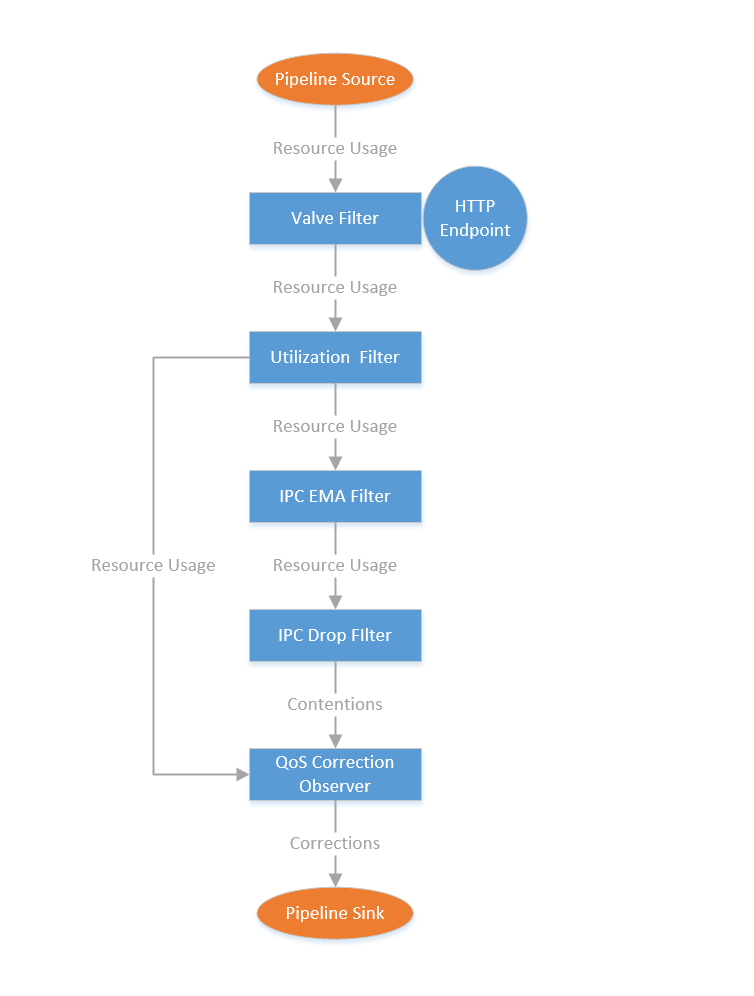 Pipeline Source
Resource Usage
Valve Filter
HTTP
Endpoint
Resource Usage
Utilization  Filter
Resource Usage
IPC EMA Filter
Resource Usage
Resource Usage
IPC Drop FIlter
Contentions
QoS Correction
Observer
Corrections
Pipeline Sink